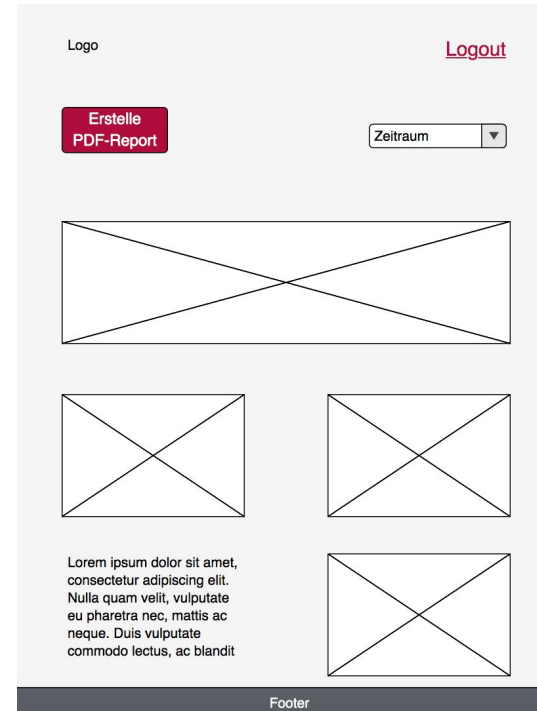 Logo
Logout
Erstelle
PDF-Report
Zeitraum
Lorem ipsum dolor sit amet,
consectetur adipiscing elit.
Nulla quam velit, vulputate
eu pharetra nec, mattis ac
neque. Duis vulputate
commodo lectus, ac blandit
Footer